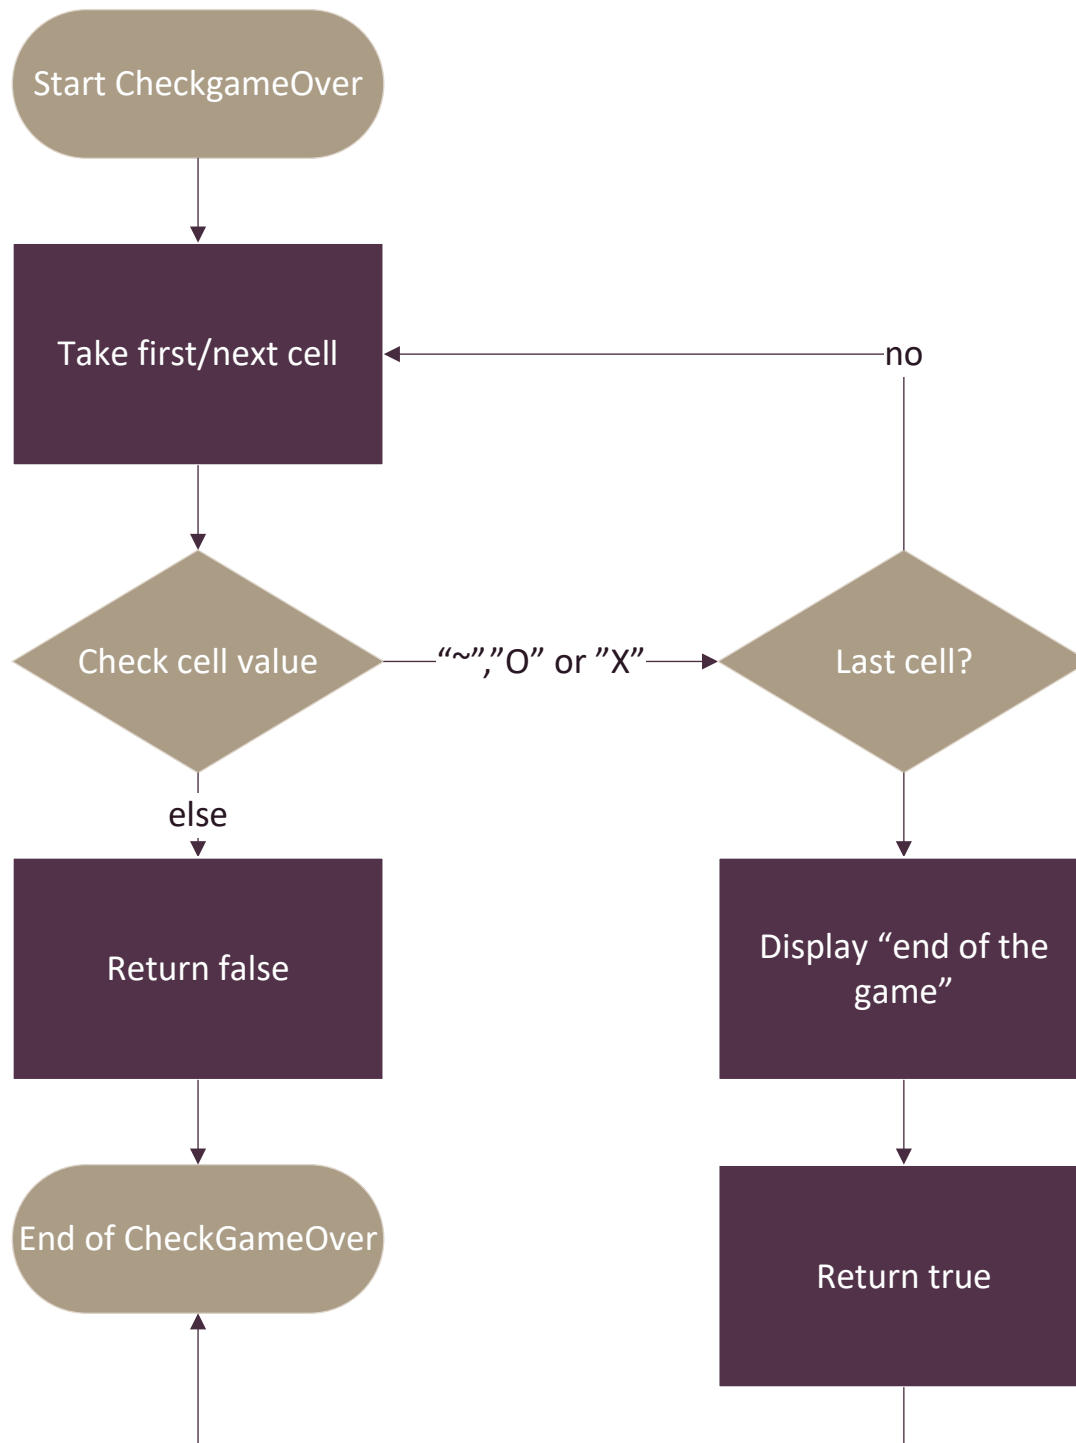 Start CheckgameOver
Take first/next cell
no
Check cell value
“~”,”O” or ”X”
Last cell?
else
Return false
Display “end of the
game”
End of CheckGameOver
Return true